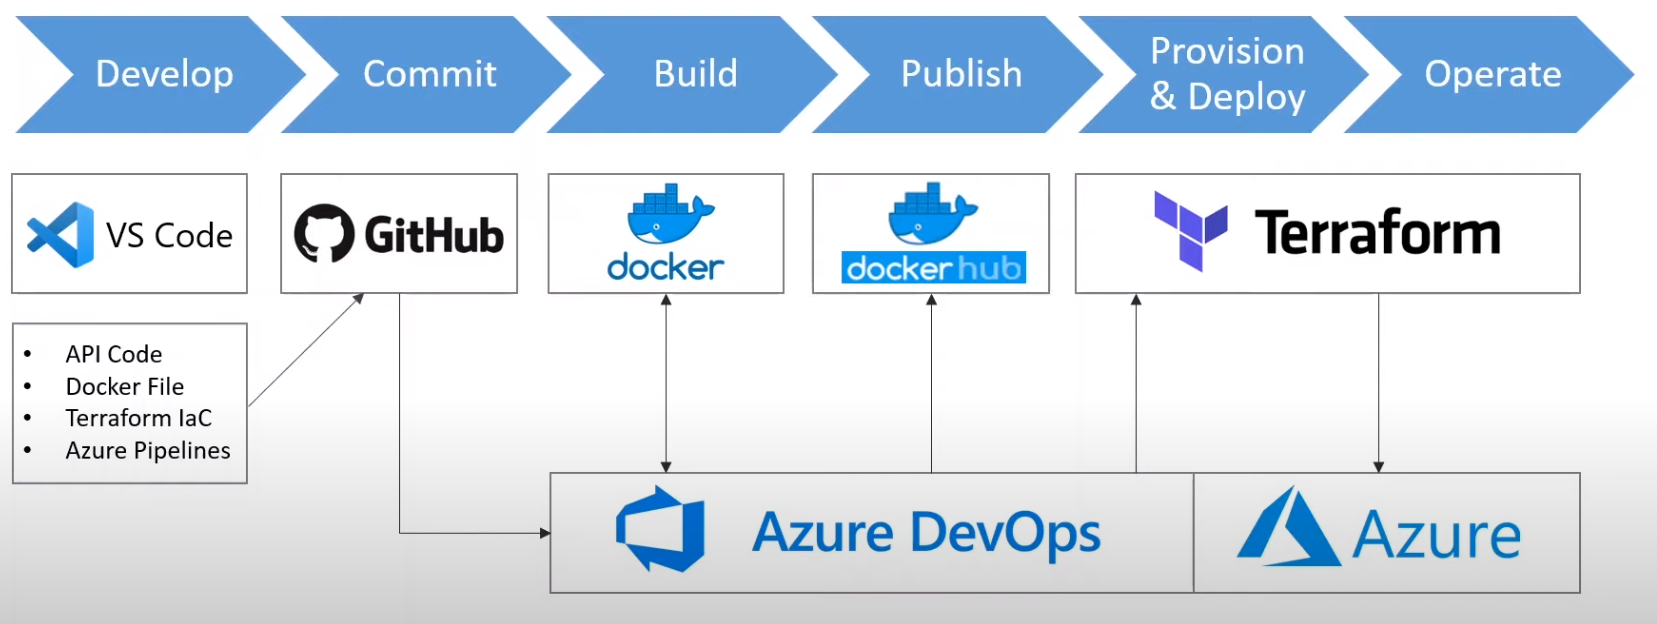 Develop
Commit
Build
Publish
Provision
& Deploy
Operate
VS Code
GitHub
docker
docker hub
Terraform
• API Code
• Docker File
• Terraform IaC
• Azure Pipelines
Azure DevOps
Azure